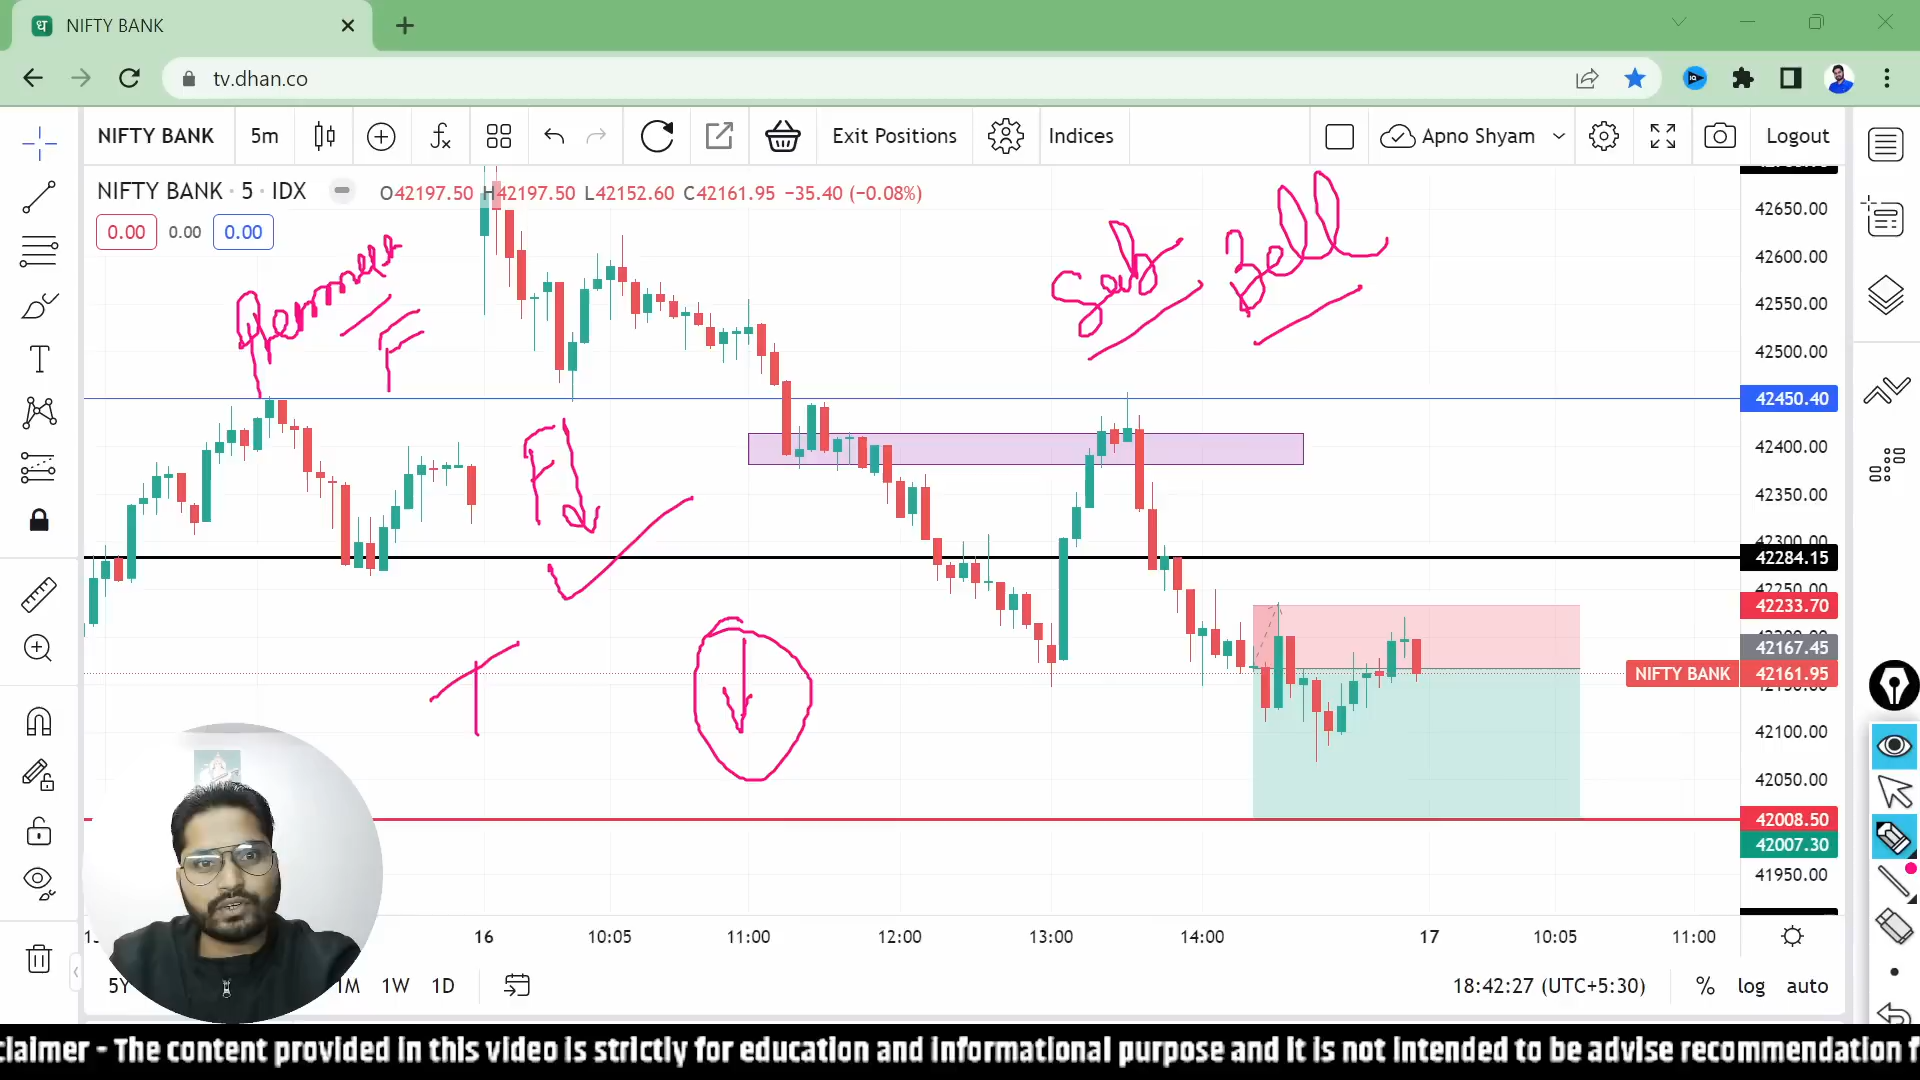 NIFTY BANK
tv.dhan.co
NIFTY BANK 5m Exit Positions Indices Apno Shyam Logout
NIFTY BANK · 5 · IDX O42197.50 H42197.50 L42152.60 C42161.95 −35.40 (−0.08%)
0.00 0.00 0.00
42650.00
42600.00
42550.00
42500.00
42450.40
42400.00
42350.00
42300.00
42284.15
42250.00
42233.70
42167.45
NIFTY BANK 42161.95
42100.00
42050.00
42008.50
42007.30
41950.00
F
T
16 10:05 11:00 12:00 13:00 14:00 17 10:05 11:00
5Y 1M 1W 1D 18:42:27 (UTC+5:30) % log auto
claimer - The content provided in this video is strictly for education and informational purpose and it is not intended to be advise recommendation f